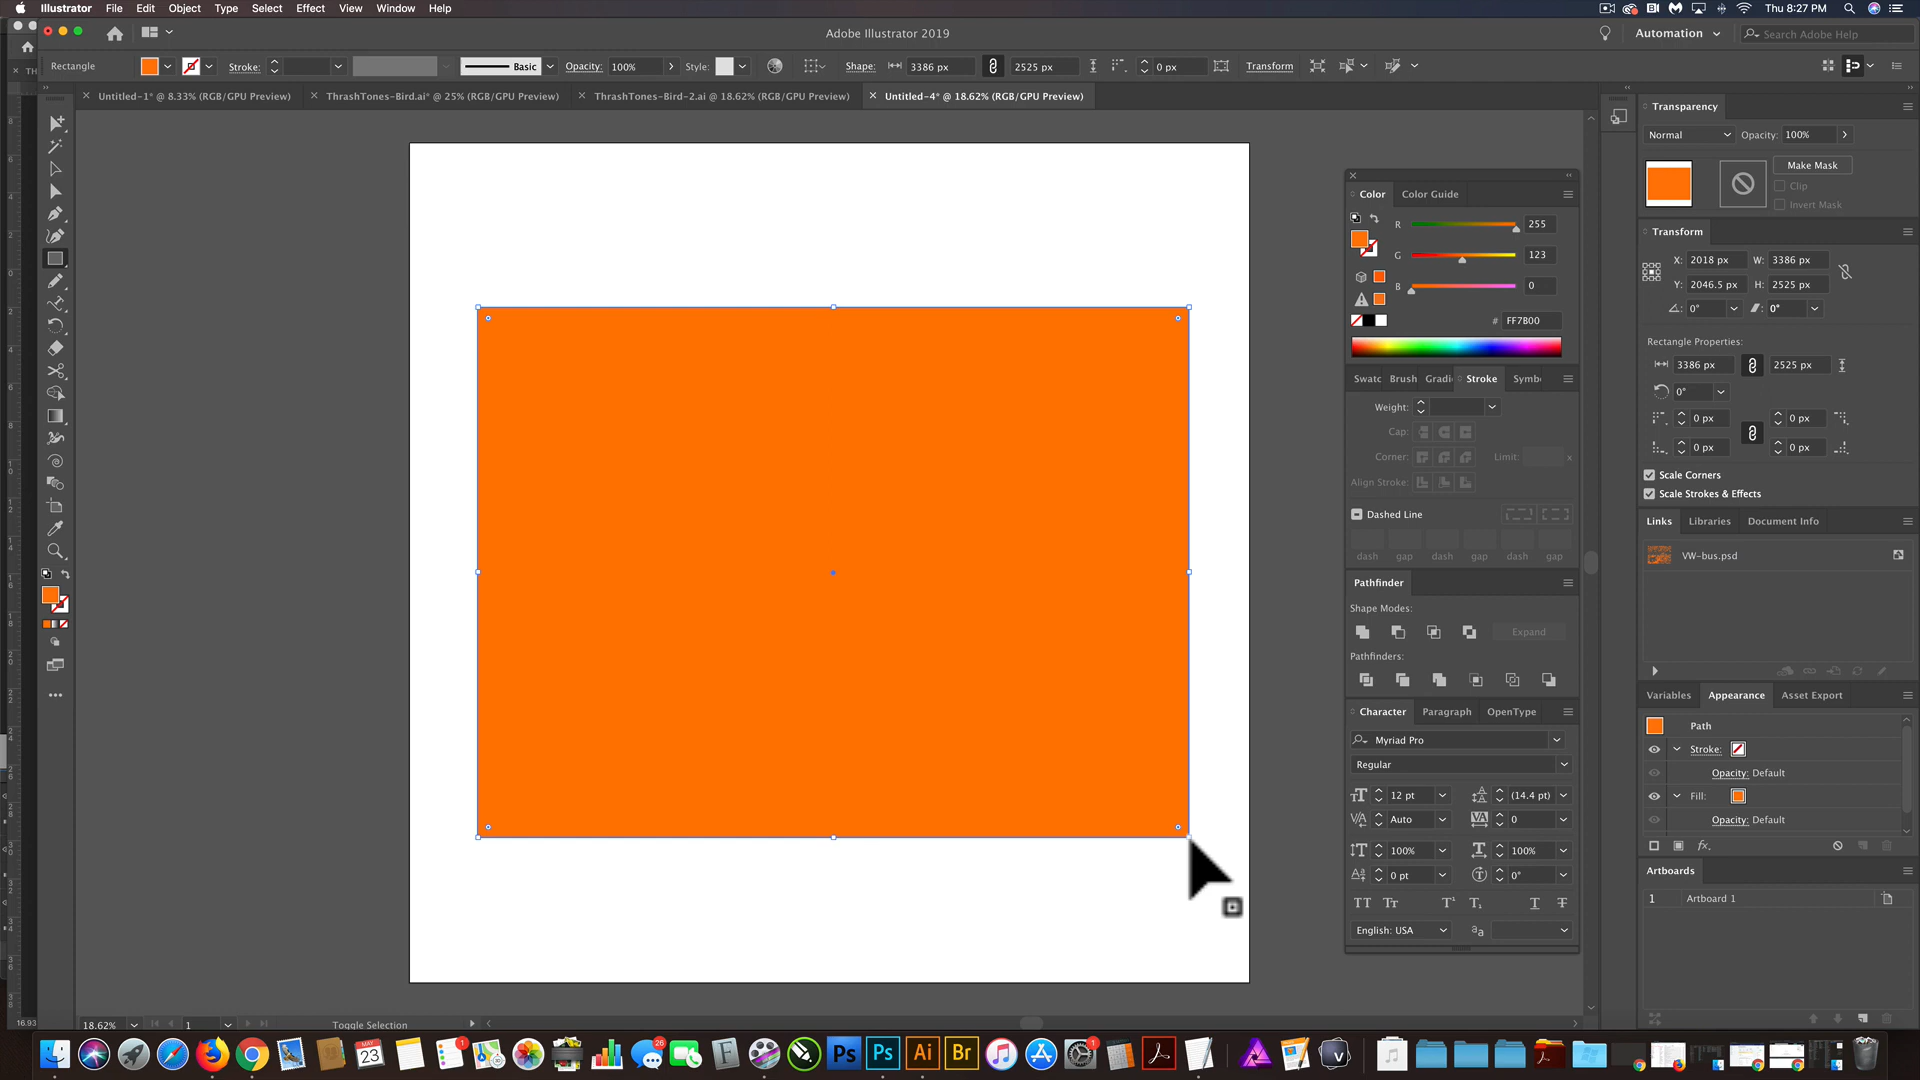 Illustrator File Edit Object Type Select Effect View Window Help Thu 8:27 PM
Adobe Illustrator 2019 Automation Search Adobe Help
Rectangle Stroke: Basic Opacity: 100% Style: Shape: 3386 px 2525 px 0 px Transform
Untitled-1* @ 8.33% (RGB/GPU Preview) ThrashTones-Bird.ai* @ 25% (RGB/GPU Preview) ThrashTones-Bird-2.ai @ 18.62% (RGB/GPU Preview) Untitled-4* @ 18.62% (RGB/GPU Preview)
Color Color Guide
R 255
G 123
B 0
# FF7B00
Swatc Brush Gradi Stroke Symb
Weight:
Cap:
Corner: Limit: x
Align Stroke:
Dashed Line
dash gap dash gap dash gap
Pathfinder
Shape Modes:
Expand
Pathfinders:
Character Paragraph OpenType
Myriad Pro
Regular
12 pt (14.4 pt)
Auto 0
100% 100%
0 pt 0°
English: USA
Transparency
Normal Opacity: 100%
Make Mask
Clip
Invert Mask
Transform
X: 2018 px W: 3386 px
Y: 2046.5 px H: 2525 px
0° 0°
Rectangle Properties:
3386 px 2525 px
0°
0 px 0 px
0 px 0 px
Scale Corners
Scale Strokes & Effects
Links Libraries Document Info
VW-bus.psd
Variables Appearance Asset Export
Path
Stroke:
Opacity: Default
Fill:
Opacity: Default
fx
Artboards
1 Artboard 1
18.62% 1 Toggle Selection
16.93
MAY
23
1
26
Ps Ps Ai Br
1